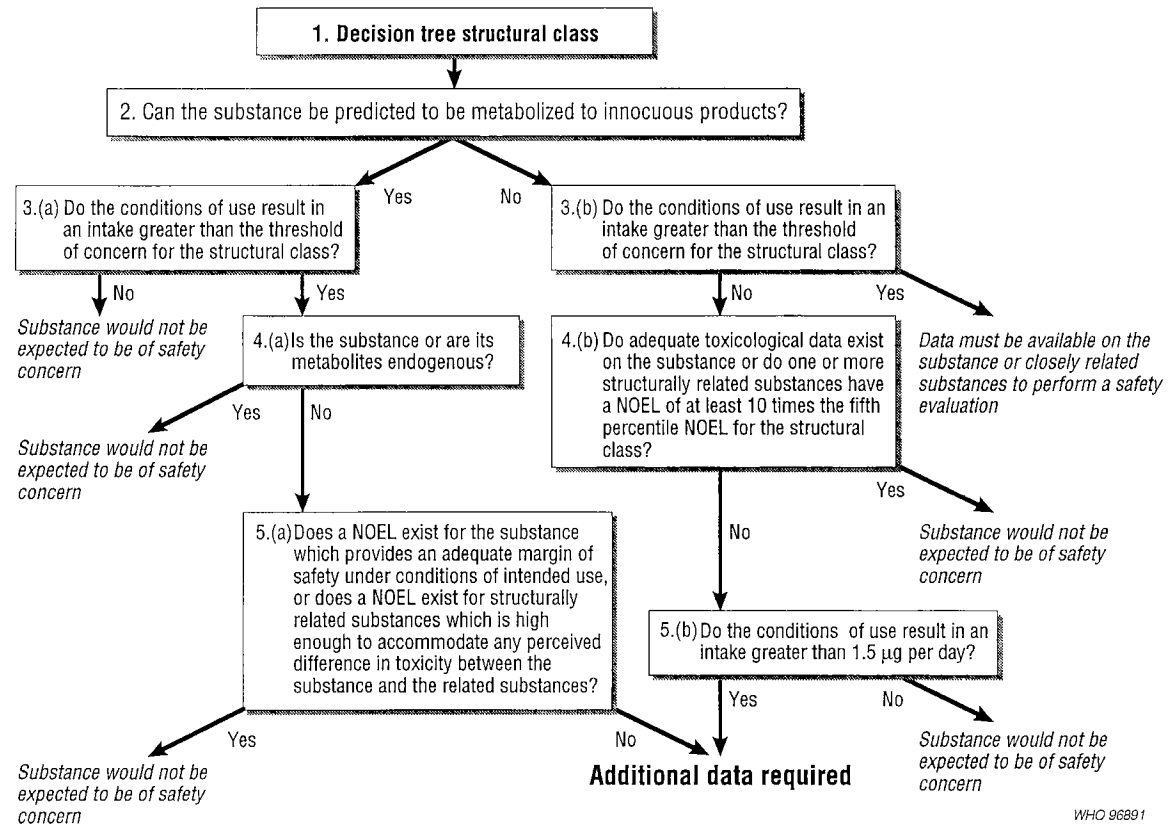 1. Decision tree structural class
2. Can the substance be predicted to be metabolized to innocuous products?
Yes
No
3.(a) Do the conditions of use result in
an intake greater than the threshold
of concern for the structural class?
3.(b) Do the conditions of use result in an
intake greater than the threshold
of concern for the structural class?
No
Yes
No
Yes
Substance would not be
expected to be of safety
concern
4.(a) Is the substance or are its
metabolites endogenous?
4.(b) Do adequate toxicological data exist
on the substance or do one or more
structurally related substances have
a NOEL of at least 10 times the fifth
percentile NOEL for the structural
class?
Data must be available on the
substance or closely related
substances to perform a safety
evaluation
Yes
No
Substance would not be
expected to be of safety
concern
Yes
No
Substance would not be
expected to be of safety
concern
5.(a) Does a NOEL exist for the substance
which provides an adequate margin of
safety under conditions of intended use,
or does a NOEL exist for structurally
related substances which is high
enough to accommodate any perceived
difference in toxicity between the
substance and the related substances?
5.(b) Do the conditions of use result in an
intake greater than 1.5 µg per day?
Yes
No
Yes
No
Substance would not be
expected to be of safety
concern
Additional data required
Substance would not be
expected to be of safety
concern
WHO 96891